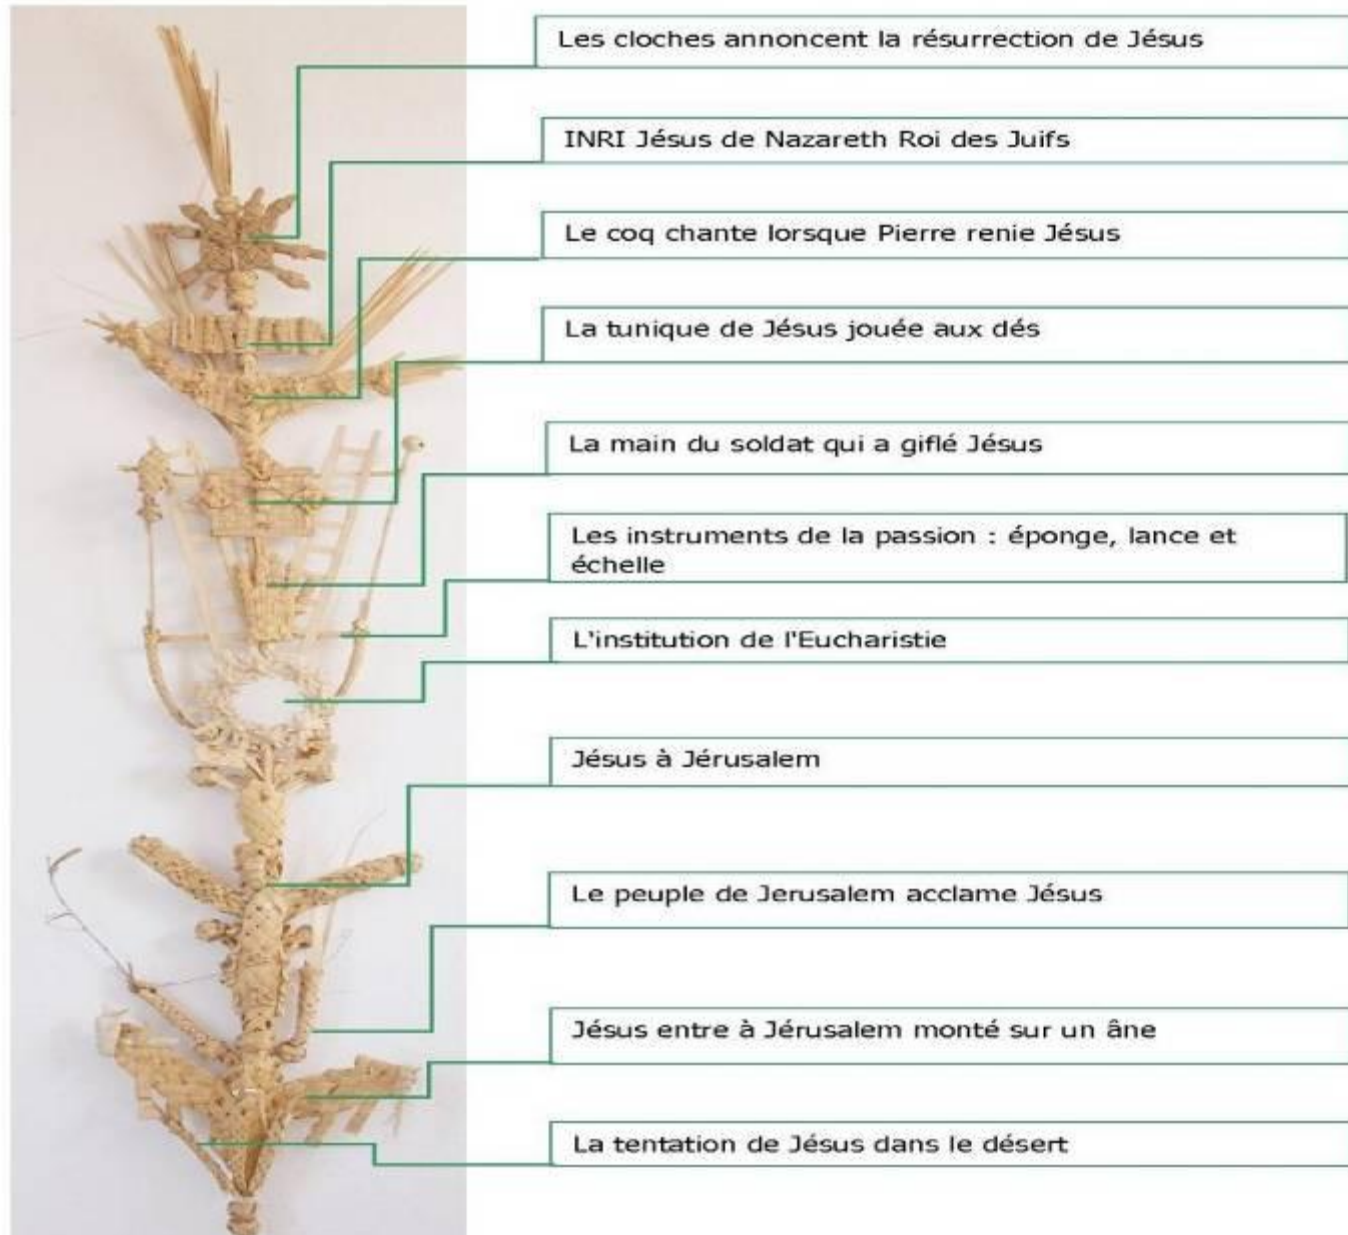 Les cloches annoncent la résurrection de Jésus
INRI Jésus de Nazareth Roi des Juifs
Le coq chante lorsque Pierre renie Jésus
La tunique de Jésus jouée aux dés
La main du soldat qui a giflé Jésus
Les instruments de la passion : éponge, lance et
échelle
L'institution de l'Eucharistie
Jésus à Jérusalem
Le peuple de Jerusalem acclame Jésus
Jésus entre à Jérusalem monté sur un âne
La tentation de Jésus dans le désert